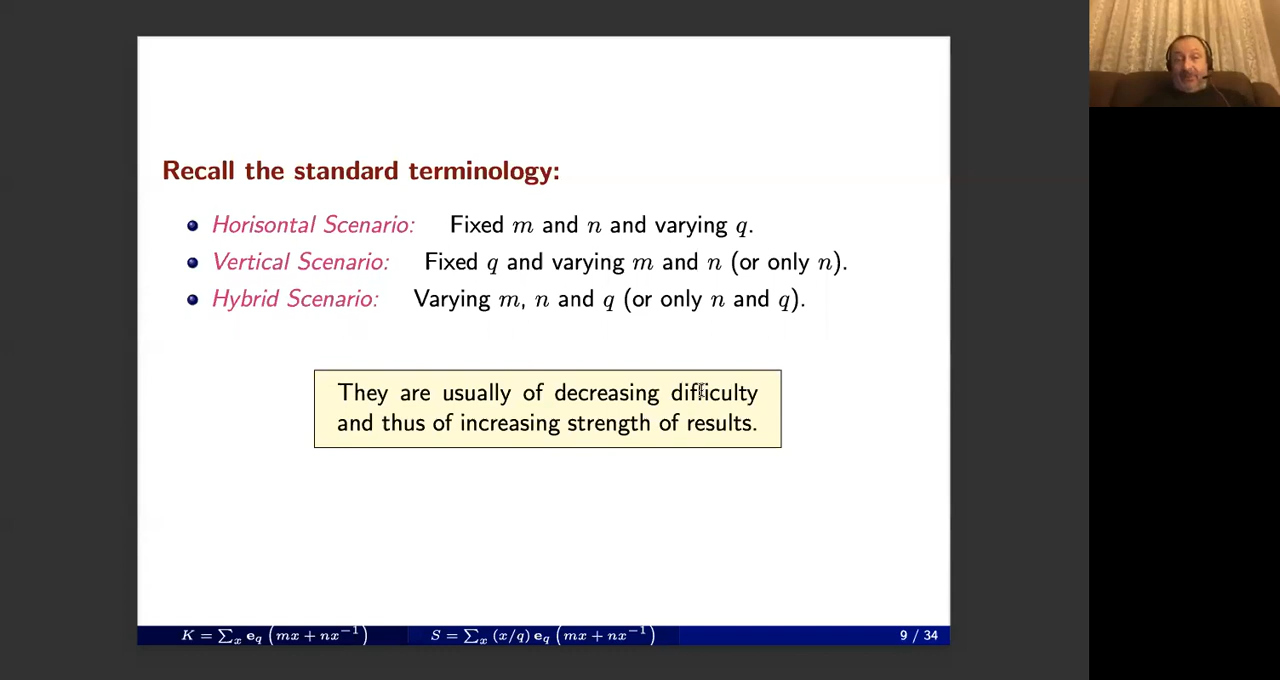 Recall the standard terminology:
Horisontal Scenario: Fixed m and n and varying q.
Vertical Scenario: Fixed q and varying m and n (or only n).
Hybrid Scenario: Varying m, n and q (or only n and q).
They are usually of decreasing difficulty
and thus of increasing strength of results.
K = ∑ₓ e_q (mx + nx⁻¹) S = ∑ₓ (x/q) e_q (mx + nx⁻¹) 9 / 34